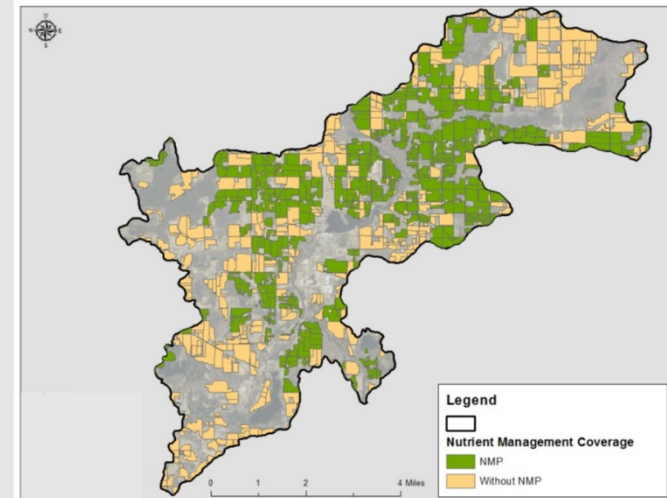 N
W
E
S
Legend
Nutrient Management Coverage
NMP
Without NMP
0 1 2 4 Miles